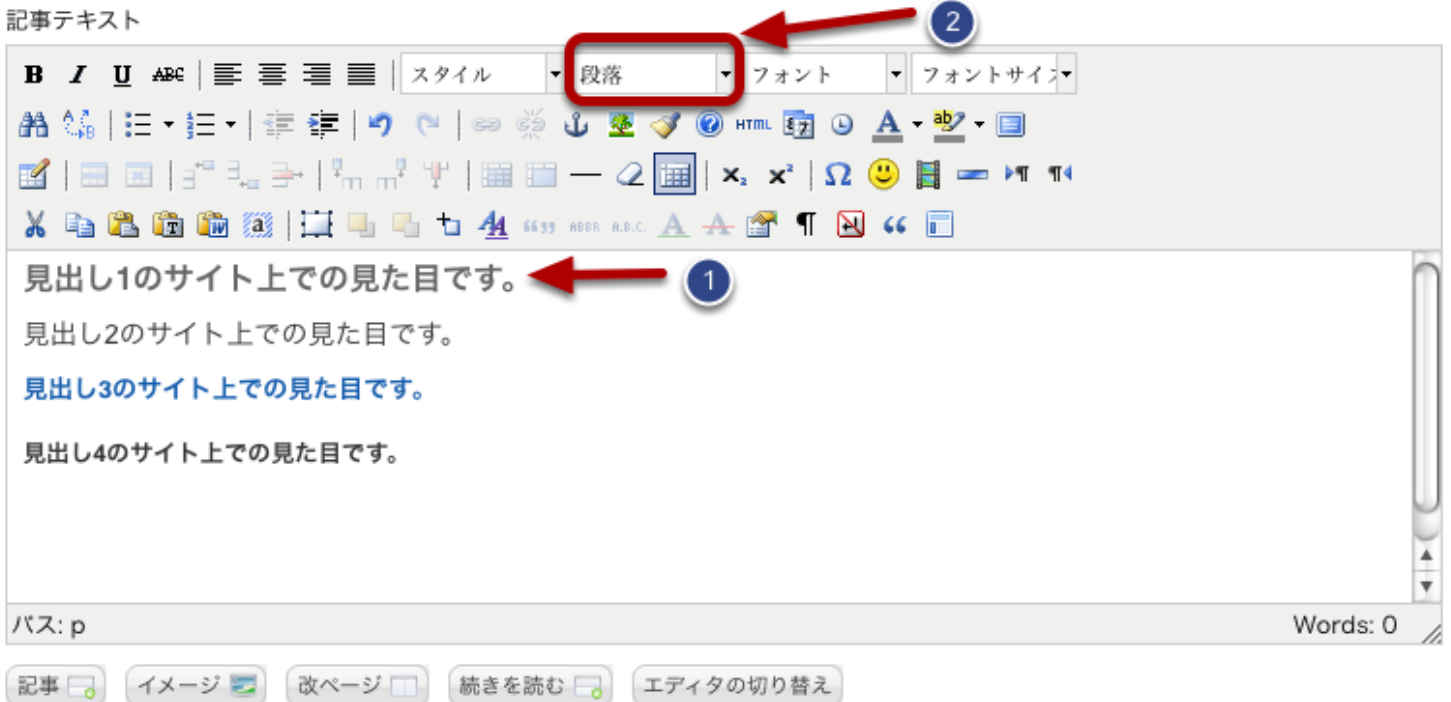 記事テキスト
2
B I U ABC スタイル 段落 フォント フォントサイズ
HTML
“”” ABBR A.B.C. A A
見出し1のサイト上での見た目です。
1
見出し2のサイト上での見た目です。
見出し3のサイト上での見た目です。
見出し4のサイト上での見た目です。
パス: p Words: 0
記事 イメージ 改ページ 続きを読む エディタの切り替え